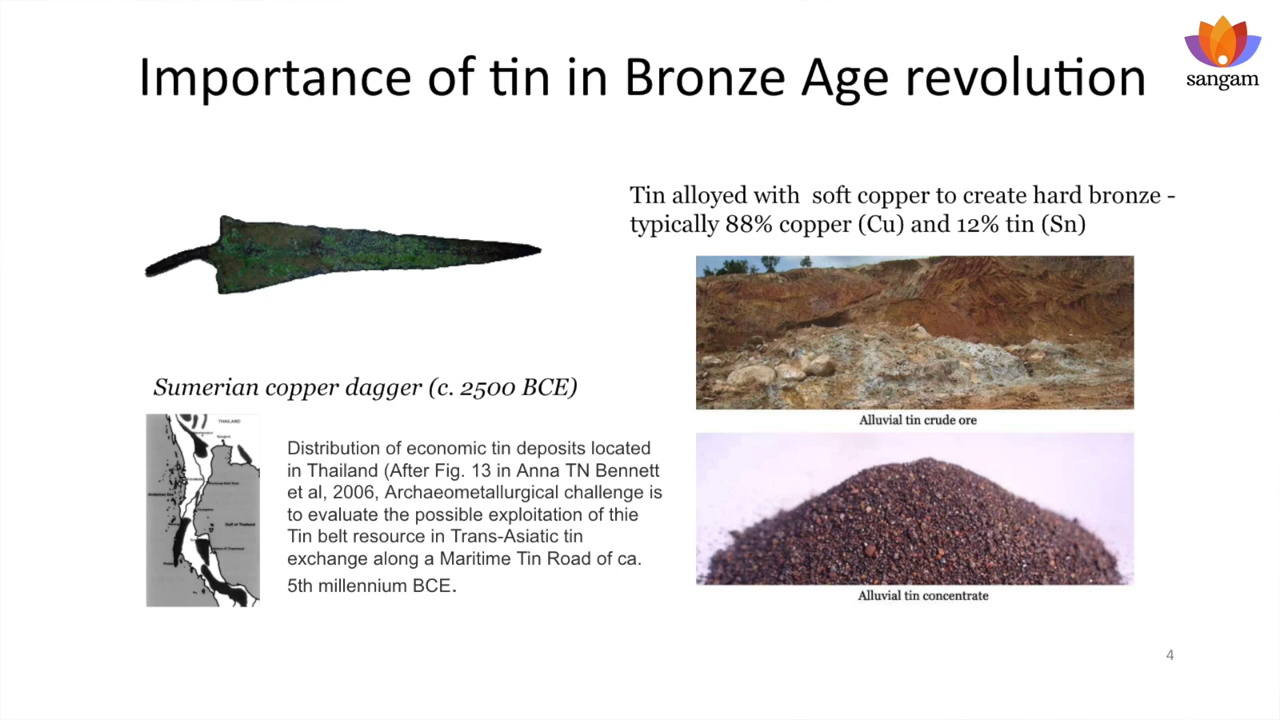 Importance of tin in Bronze Age revolution
sangam
Tin alloyed with soft copper to create hard bronze -
typically 88% copper (Cu) and 12% tin (Sn)
Sumerian copper dagger (c. 2500 BCE)
THAILAND
Gulf of Thailand
Distribution of economic tin deposits located
in Thailand (After Fig. 13 in Anna TN Bennett
et al, 2006, Archaeometallurgical challenge is
to evaluate the possible exploitation of thie
Tin belt resource in Trans-Asiatic tin
exchange along a Maritime Tin Road of ca.
5th millennium BCE.
Alluvial tin crude ore
Alluvial tin concentrate
4